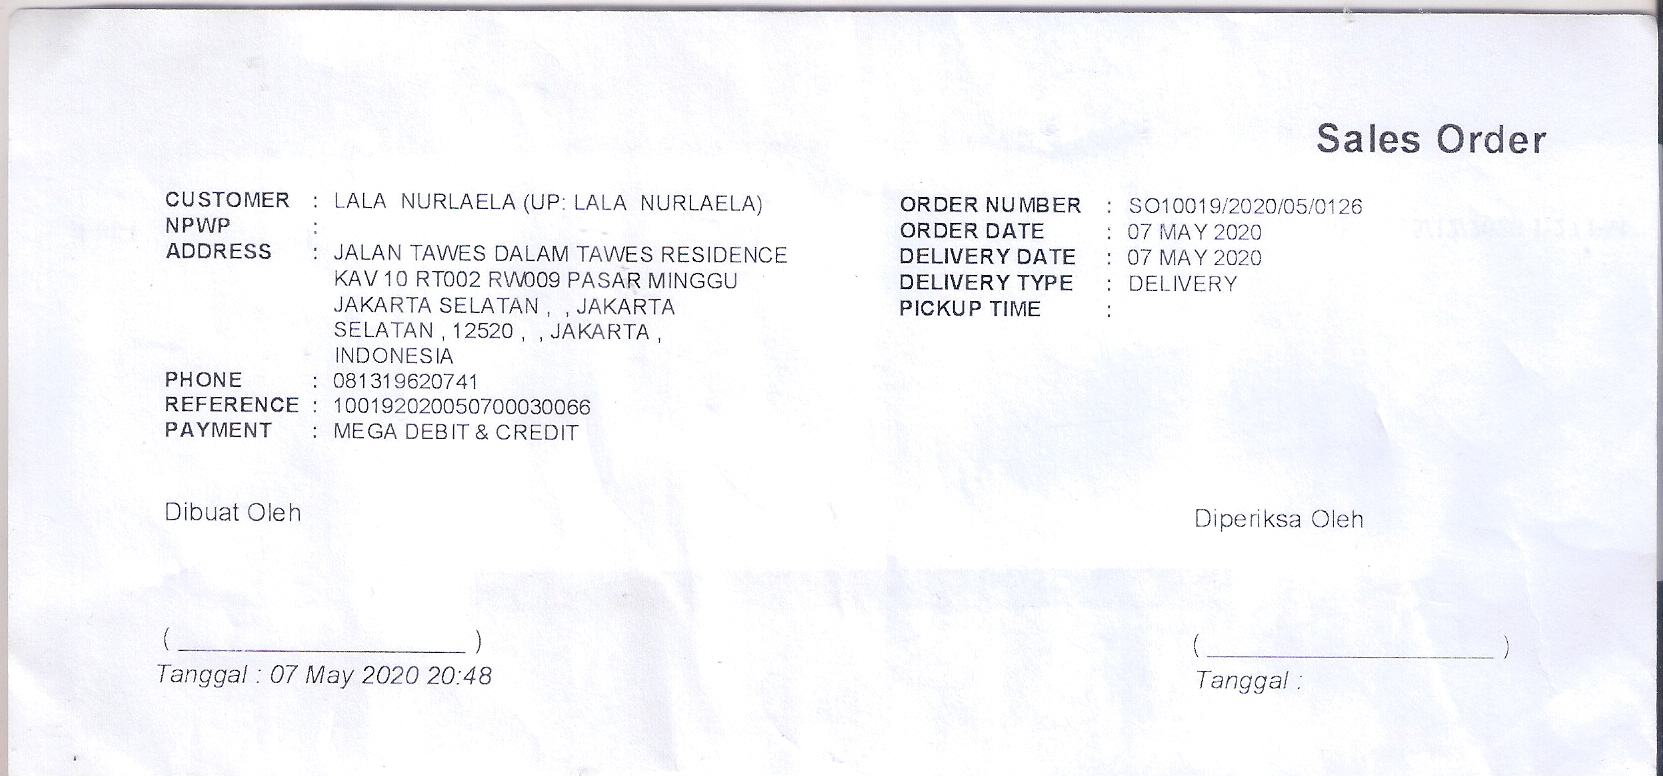 Sales Order
CUSTOMER : LALA NURLAELA (UP: LALA NURLAELA)
NPWP :
ADDRESS : JALAN TAWES DALAM TAWES RESIDENCE
KAV 10 RT002 RW009 PASAR MINGGU
JAKARTA SELATAN , , JAKARTA
SELATAN , 12520 , , JAKARTA ,
INDONESIA
PHONE : 081319620741
REFERENCE : 100192020050700030066
PAYMENT : MEGA DEBIT & CREDIT
ORDER NUMBER : SO10019/2020/05/0126
ORDER DATE : 07 MAY 2020
DELIVERY DATE : 07 MAY 2020
DELIVERY TYPE : DELIVERY
PICKUP TIME :
Dibuat Oleh
(____________________)
Tanggal : 07 May 2020 20:48
Diperiksa Oleh
(____________________)
Tanggal :